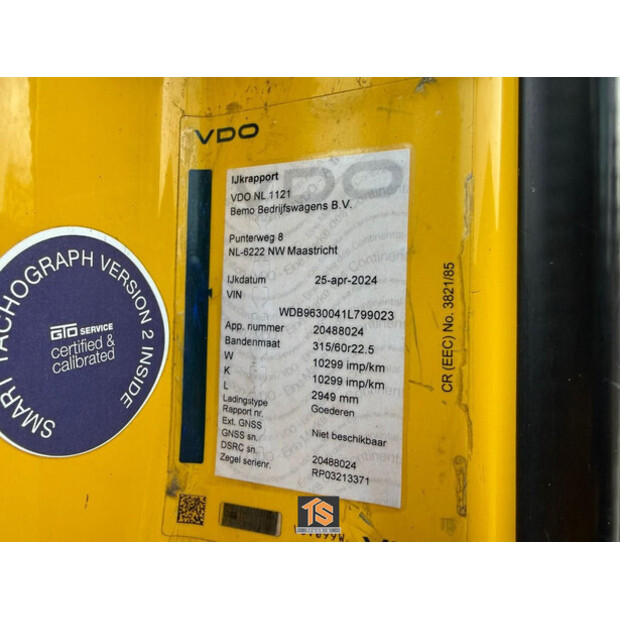 VDO
IJkrapport
VDO NL 1121
Bemo Bedrijfswagens B.V.
Punterweg 8
NL-6222 NW Maastricht
IJkdatum 25-apr-2024
VIN
WDB9630041L799023
App. nummer 20488024
Bandenmaat 315/60r22.5
W 10299 imp/km
K 10299 imp/km
L 2949 mm
Ladingstype Goederen
Rapport nr.
Ext. GNSS Niet beschikbaar
GNSS sn.
DSRC sn. 20488024
Zegel serienr. RP03213371
CR (EEC) No. 3821/85
SMART TACHOGRAPH VERSION 2 INSIDE
GTO SERVICE
certified &
calibrated
TS